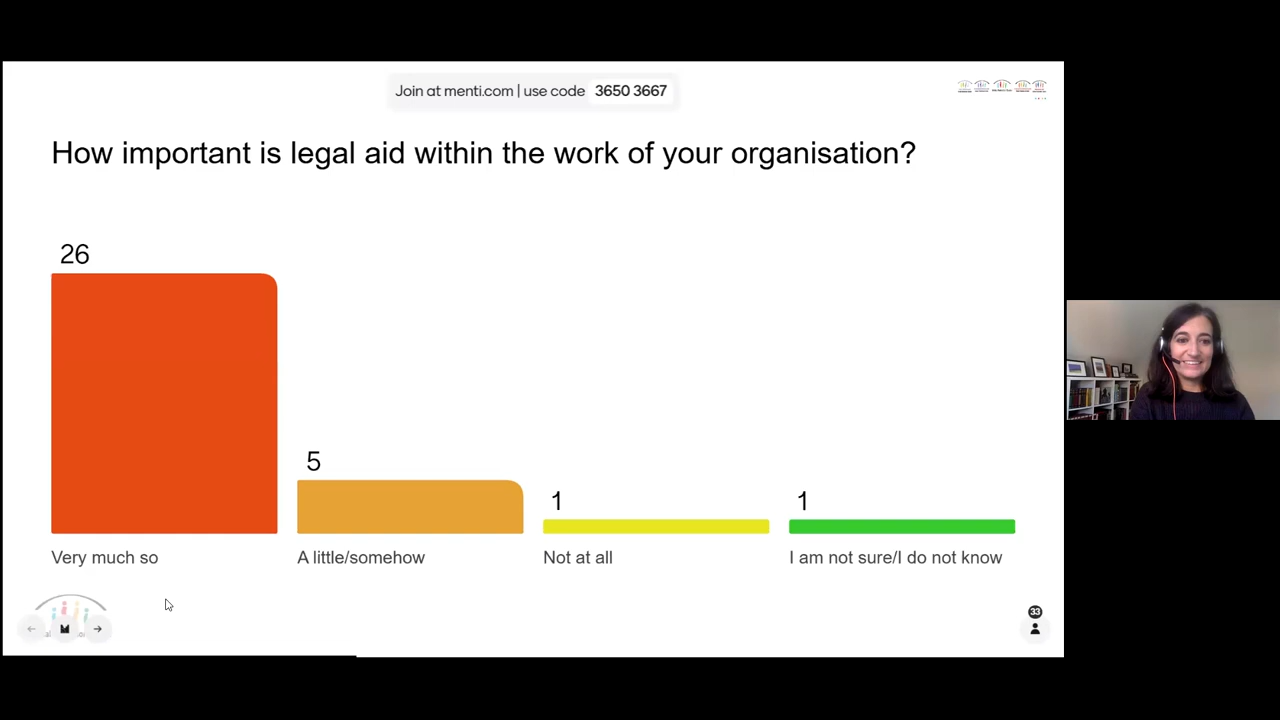 Join at menti.com | use code 3650 3667
How important is legal aid within the work of your organisation?
26
5
1
1
Very much so
A little/somehow
Not at all
I am not sure/I do not know
33